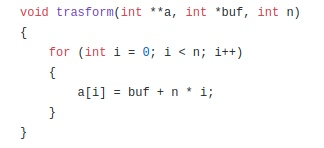 void trasform(int **a, int *buf, int n)
{
    for (int i = 0; i < n; i++)
    {
        a[i] = buf + n * i;
    }
}